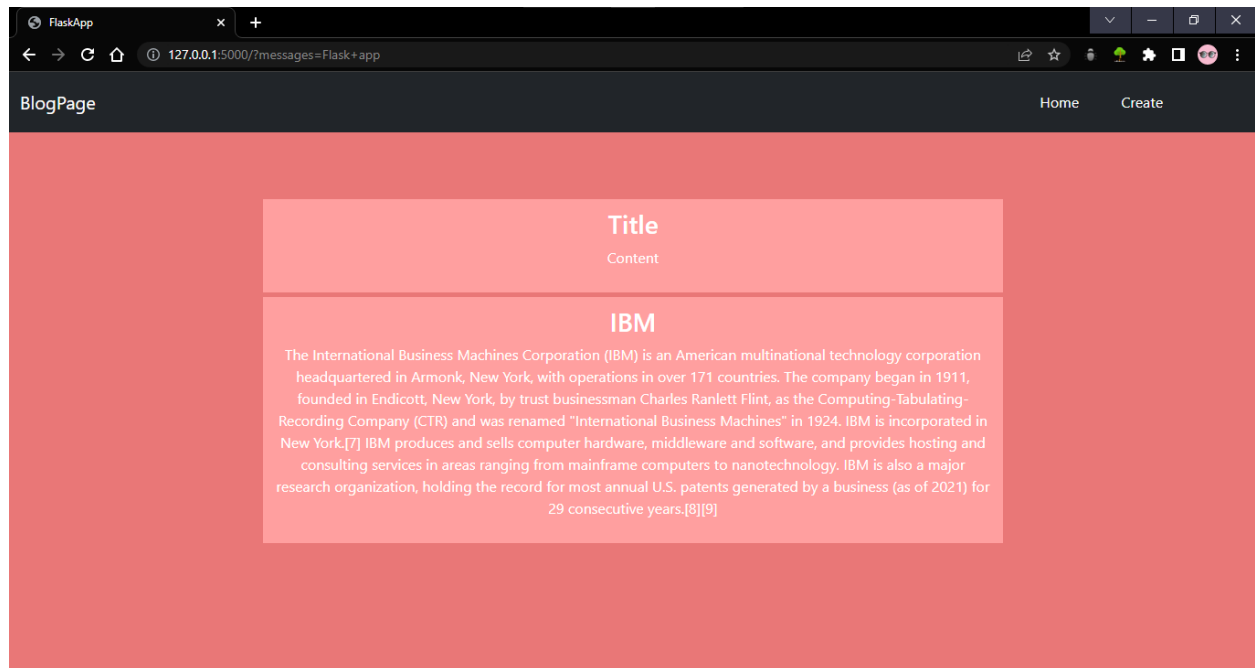 FlaskApp
127.0.0.1:5000/?messages=Flask+app
BlogPage Home Create
Title
Content
IBM
The International Business Machines Corporation (IBM) is an American multinational technology corporation
headquartered in Armonk, New York, with operations in over 171 countries. The company began in 1911,
founded in Endicott, New York, by trust businessman Charles Ranlett Flint, as the Computing-Tabulating-
Recording Company (CTR) and was renamed "International Business Machines" in 1924. IBM is incorporated in
New York.[7] IBM produces and sells computer hardware, middleware and software, and provides hosting and
consulting services in areas ranging from mainframe computers to nanotechnology. IBM is also a major
research organization, holding the record for most annual U.S. patents generated by a business (as of 2021) for
29 consecutive years.[8][9]